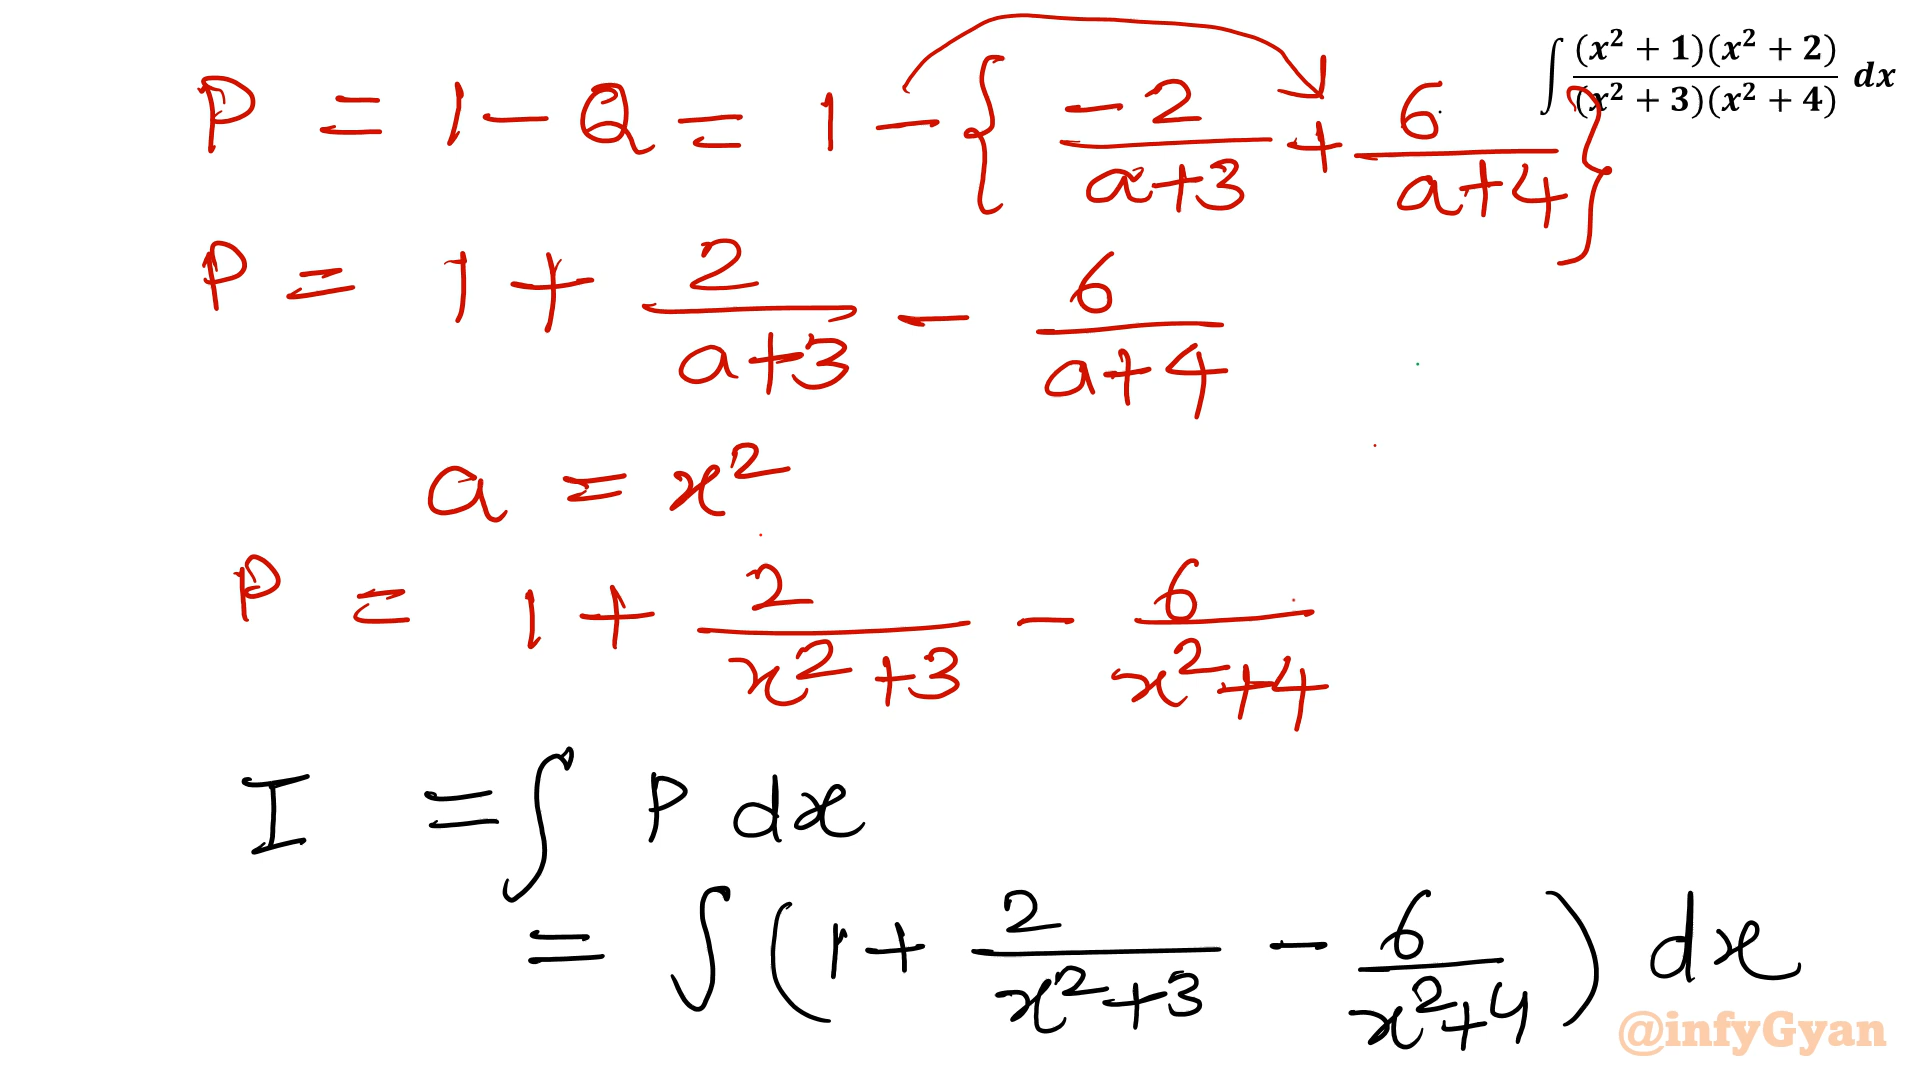 ∫ (x² + 1)(x² + 2) / (x² + 3)(x² + 4) dx
P = 1 - Q = 1 - { -2/(a+3) + 6/(a+4) }
P = 1 + 2/(a+3) - 6/(a+4)
a = x²
P = 1 + 2/(x²+3) - 6/(x²+4)
I = ∫ P dx
= ∫ (1 + 2/(x²+3) - 6/(x²+4)) dx
@infyGyan